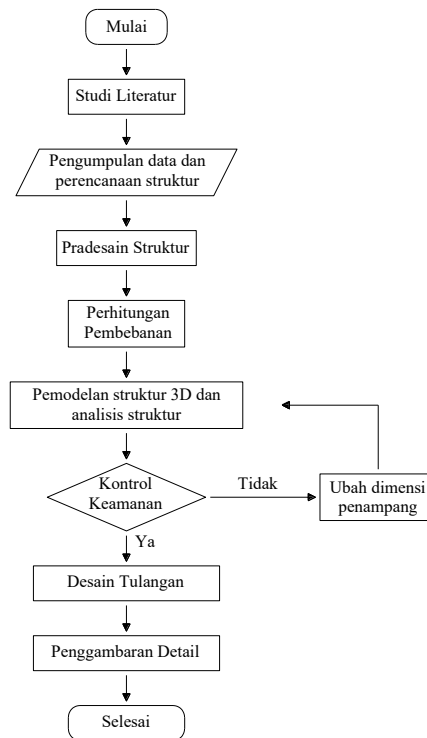 Mulai
Studi Literatur
Pengumpulan data dan
perencanaan struktur
Pradesain Struktur
Perhitungan
Pembebanan
Pemodelan struktur 3D dan
analisis struktur
Kontrol
Keamanan
Tidak
Ubah dimensi
penampang
Ya
Desain Tulangan
Penggambaran Detail
Selesai